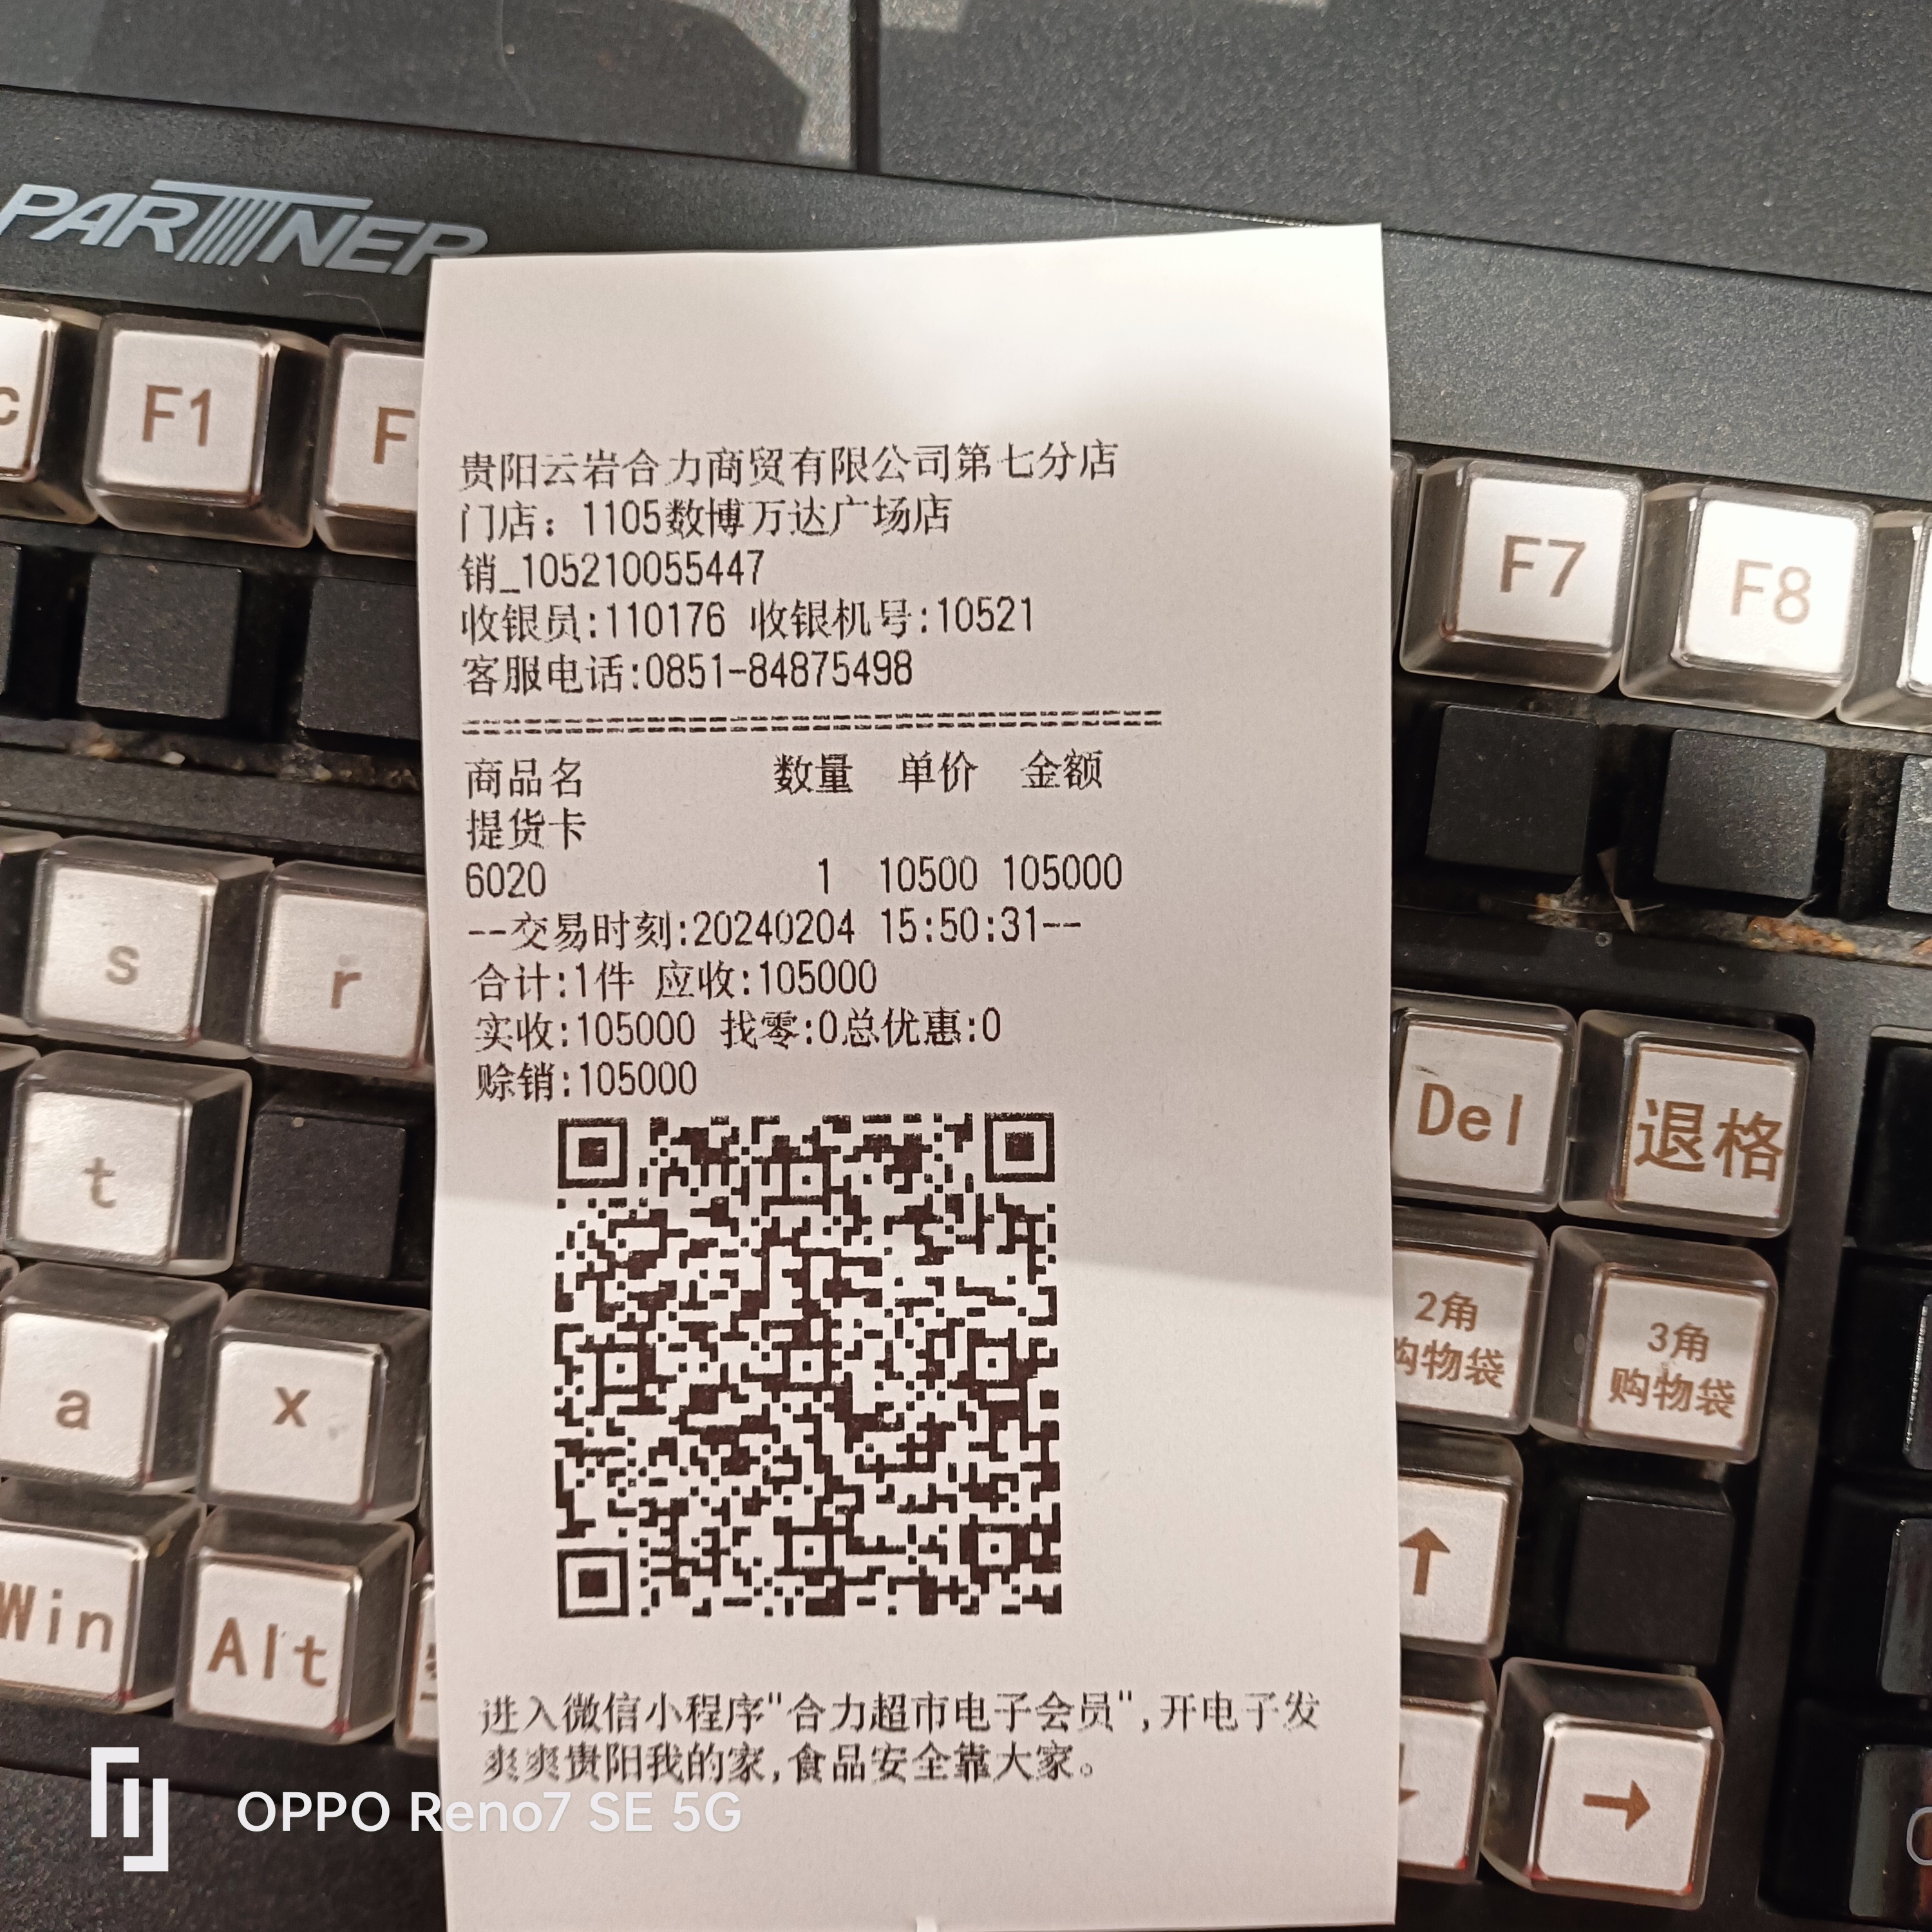 PARTNER
F1
F
F7
F8
贵阳云岩合力商贸有限公司第七分店
门店：1105数博万达广场店
销_105210055447
收银员:110176 收银机号:10521
客服电话:0851-84875498
================================
商品名 数量 单价 金额
提货卡
6020 1 10500 105000
--交易时刻:20240204 15:50:31--
合计:1件 应收:105000
实收:105000 找零:0总优惠:0
赊销:105000
进入微信小程序"合力超市电子会员",开电子发
爽爽贵阳我的家,食品安全靠大家。
s
r
t
a
x
Win
Alt
Del
退格
2角
购物袋
3角
购物袋
↑
→
OPPO Reno7 SE 5G